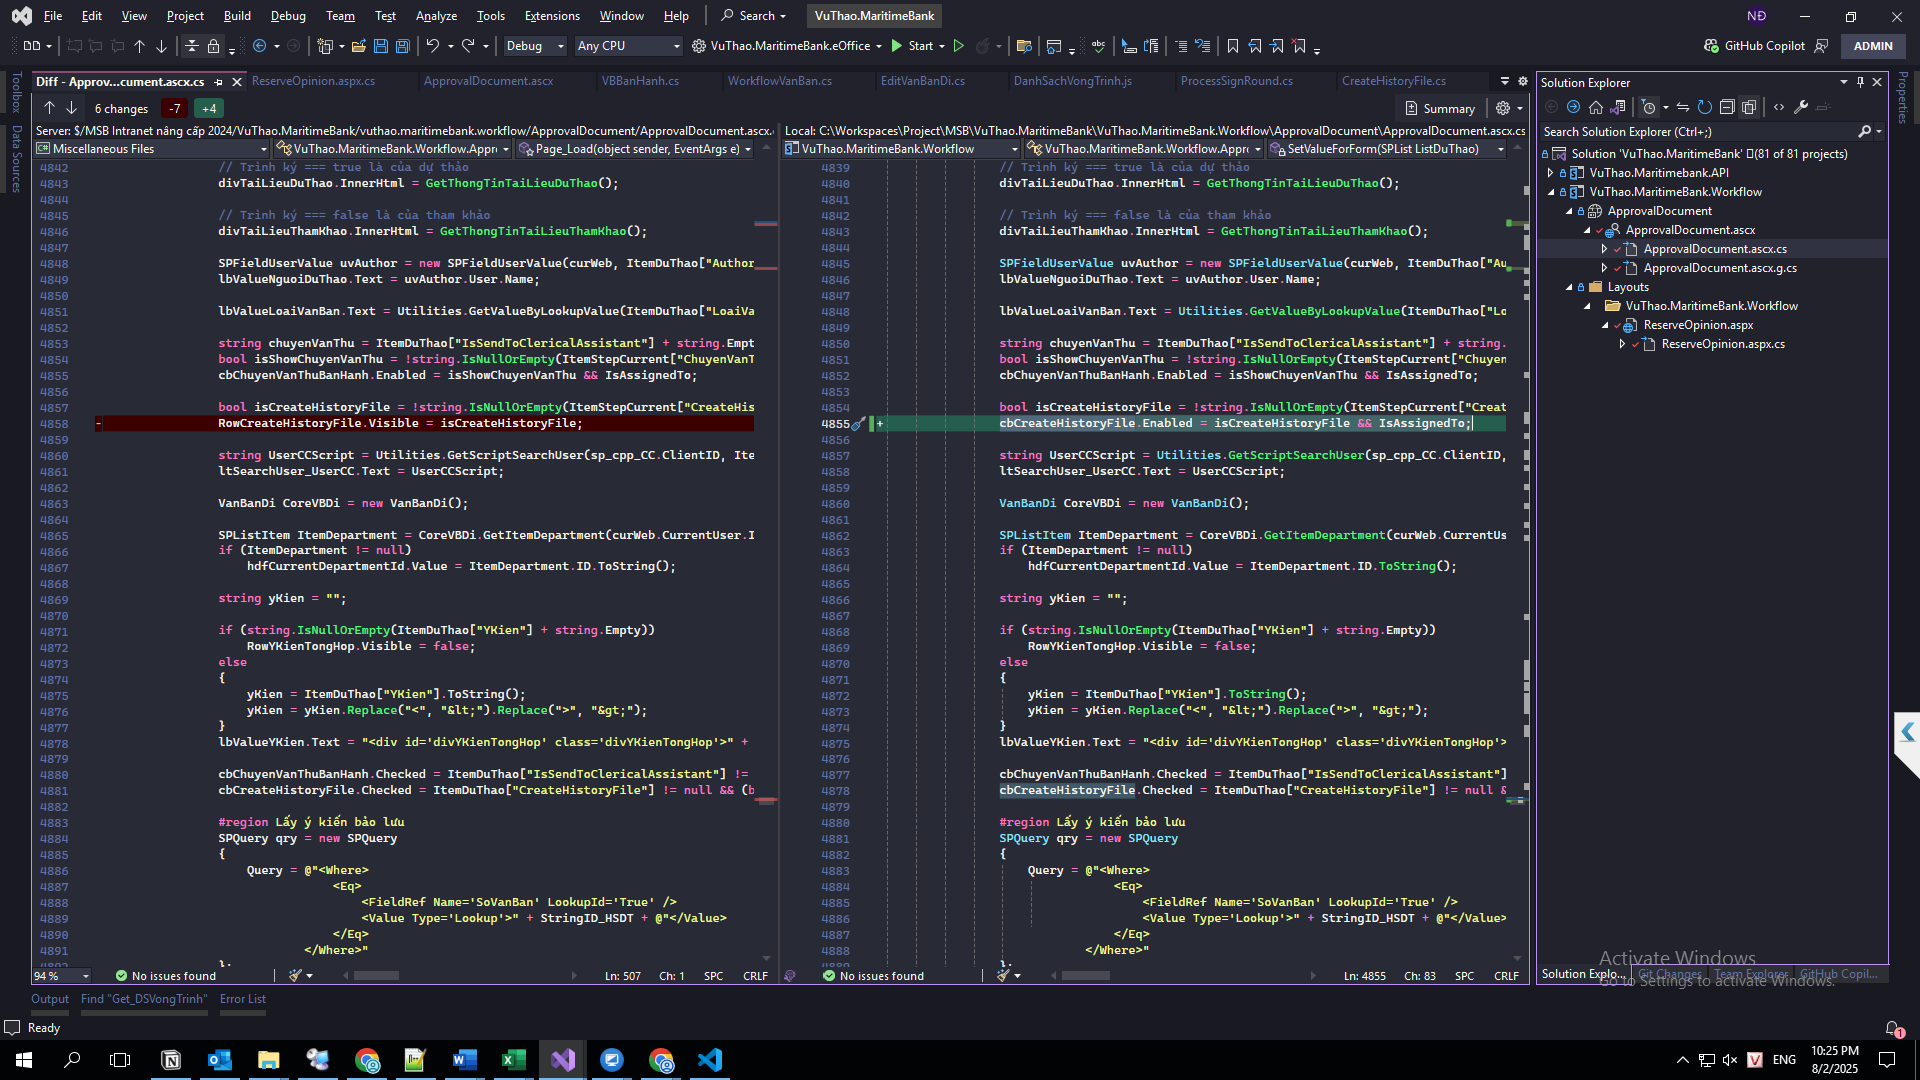 File Edit View Project Build Debug Team Test Analyze Tools Extensions Window Help Search VuThao.MaritimeBank NĐ
DD Debug Any CPU VuThao.MaritimeBank.eOffice Start GitHub Copilot ADMIN
Toolbox
Data Sources
Diff - Approv...cument.ascx.cs ReserveOpinion.aspx.cs ApprovalDocument.ascx VBBanHanh.cs WorkflowVanBan.cs EditVanBanDi.cs DanhSachVongTrinh.js ProcessSignRound.cs CreateHistoryFile.cs
6 changes -7 +4 Summary
Server: $/MSB Intranet nâng cấp 2024/VuThao.MaritimeBank/vuthao.maritimebank.workflow/ApprovalDocument/ApprovalDocument.ascx.
Miscellaneous Files VuThao.MaritimeBank.Workflow.Appro Page_Load(object sender, EventArgs e)
4842 // Trình ký === true là của dự thảo
4843 divTaiLieuDuThao.InnerHtml = GetThongTinTaiLieuDuThao();
4844
4845 // Trình ký === false là của tham khảo
4846 divTaiLieuThamKhao.InnerHtml = GetThongTinTaiLieuThamKhao();
4847
4848 SPFieldUserValue uvAuthor = new SPFieldUserValue(curWeb, ItemDuThao["Author
4849 lbValueNguoiDuThao.Text = uvAuthor.User.Name;
4850
4851 lbValueLoaiVanBan.Text = Utilities.GetValueByLookupValue(ItemDuThao["LoaiVa
4852
4853 string chuyenVanThu = ItemDuThao["IsSendToClericalAssistant"] + string.Empt
4854 bool isShowChuyenVanThu = !string.IsNullOrEmpty(ItemStepCurrent["ChuyenVanT
4855 cbChuyenVanThuBanHanh.Enabled = isShowChuyenVanThu && IsAssignedTo;
4856
4857 bool isCreateHistoryFile = !string.IsNullOrEmpty(ItemStepCurrent["CreateHis
4858 - RowCreateHistoryFile.Visible = isCreateHistoryFile;
4859
4860 string UserCCScript = Utilities.GetScriptSearchUser(sp_cpp_CC.ClientID, Ite
4861 ltSearchUser_UserCC.Text = UserCCScript;
4862
4863 VanBanDi CoreVBDi = new VanBanDi();
4864
4865 SPListItem ItemDepartment = CoreVBDi.GetItemDepartment(curWeb.CurrentUser.I
4866 if (ItemDepartment != null)
4867 hdfCurrentDepartmentId.Value = ItemDepartment.ID.ToString();
4868
4869 string yKien = "";
4870
4871 if (string.IsNullOrEmpty(ItemDuThao["YKien"] + string.Empty))
4872 RowYKienTongHop.Visible = false;
4873 else
4874 {
4875 yKien = ItemDuThao["YKien"].ToString();
4876 yKien = yKien.Replace("<", "&lt;").Replace(">", "&gt;");
4877 }
4878 lbValueYKien.Text = "<div id='divYKienTongHop' class='divYKienTongHop'>" +
4879
4880 cbChuyenVanThuBanHanh.Checked = ItemDuThao["IsSendToClericalAssistant"] !=
4881 cbCreateHistoryFile.Checked = ItemDuThao["CreateHistoryFile"] != null && (b
4882
4883 #region Lấy ý kiến bảo lưu
4884 SPQuery qry = new SPQuery
4885 {
4886 Query = @"<Where>
4887 <Eq>
4888 <FieldRef Name='SoVanBan' LookupId='True' />
4889 <Value Type='Lookup'>" + StringID_HSDT + @"</Value>
4890 </Eq>
4891 </Where>"
4892 };
94 % No issues found Ln: 507 Ch: 1 SPC CRLF
Local: C:\Workspaces\Project\MSB\VuThao.MaritimeBank\VuThao.MaritimeBank.Workflow\ApprovalDocument\ApprovalDocument.ascx.cs
VuThao.MaritimeBank.Workflow VuThao.MaritimeBank.Workflow.Appro SetValueForForm(SPList ListDuThao)
4839 // Trình ký === true là của dự thảo
4840 divTaiLieuDuThao.InnerHtml = GetThongTinTaiLieuDuThao();
4841
4842 // Trình ký === false là của tham khảo
4843 divTaiLieuThamKhao.InnerHtml = GetThongTinTaiLieuThamKhao();
4844
4845 SPFieldUserValue uvAuthor = new SPFieldUserValue(curWeb, ItemDuThao["Au
4846 lbValueNguoiDuThao.Text = uvAuthor.User.Name;
4847
4848 lbValueLoaiVanBan.Text = Utilities.GetValueByLookupValue(ItemDuThao["Lo
4849
4850 string chuyenVanThu = ItemDuThao["IsSendToClericalAssistant"] + string.
4851 bool isShowChuyenVanThu = !string.IsNullOrEmpty(ItemStepCurrent["Chuyen
4852 cbChuyenVanThuBanHanh.Enabled = isShowChuyenVanThu && IsAssignedTo;
4853
4854 bool isCreateHistoryFile = !string.IsNullOrEmpty(ItemStepCurrent["Creat
4855 + cbCreateHistoryFile.Enabled = isCreateHistoryFile && IsAssignedTo;
4856
4857 string UserCCScript = Utilities.GetScriptSearchUser(sp_cpp_CC.ClientID,
4858 ltSearchUser_UserCC.Text = UserCCScript;
4859
4860 VanBanDi CoreVBDi = new VanBanDi();
4861
4862 SPListItem ItemDepartment = CoreVBDi.GetItemDepartment(curWeb.CurrentUs
4863 if (ItemDepartment != null)
4864 hdfCurrentDepartmentId.Value = ItemDepartment.ID.ToString();
4865
4866 string yKien = "";
4867
4868 if (string.IsNullOrEmpty(ItemDuThao["YKien"] + string.Empty))
4869 RowYKienTongHop.Visible = false;
4870 else
4871 {
4872 yKien = ItemDuThao["YKien"].ToString();
4873 yKien = yKien.Replace("<", "&lt;").Replace(">", "&gt;");
4874 }
4875 lbValueYKien.Text = "<div id='divYKienTongHop' class='divYKienTongHop'>
4876
4877 cbChuyenVanThuBanHanh.Checked = ItemDuThao["IsSendToClericalAssistant"]
4878 cbCreateHistoryFile.Checked = ItemDuThao["CreateHistoryFile"] != null &
4879
4880 #region Lấy ý kiến bảo lưu
4881 SPQuery qry = new SPQuery
4882 {
4883 Query = @"<Where>
4884 <Eq>
4885 <FieldRef Name='SoVanBan' LookupId='True' />
4886 <Value Type='Lookup'>" + StringID_HSDT + @"</Value>
4887 </Eq>
4888 </Where>"
4889 };
No issues found Ln: 4855 Ch: 83 SPC CRLF
Solution Explorer
Search Solution Explorer (Ctrl+;)
Solution 'VuThao.MaritimeBank' (81 of 81 projects)
VuThao.MaritimeBank.API
VuThao.MaritimeBank.Workflow
ApprovalDocument
ApprovalDocument.ascx
ApprovalDocument.ascx.cs
ApprovalDocument.ascx.g.cs
Layouts
VuThao.MaritimeBank.Workflow
ReserveOpinion.aspx
ReserveOpinion.aspx.cs
Properties
Activate Windows
Go to Settings to activate Windows.
Solution Explo... Git Changes Team Explorer GitHub Copil...
Output Find "Get_DSVongTrinh" Error List
Ready 1
V ENG 10:25 PM
8/2/2025